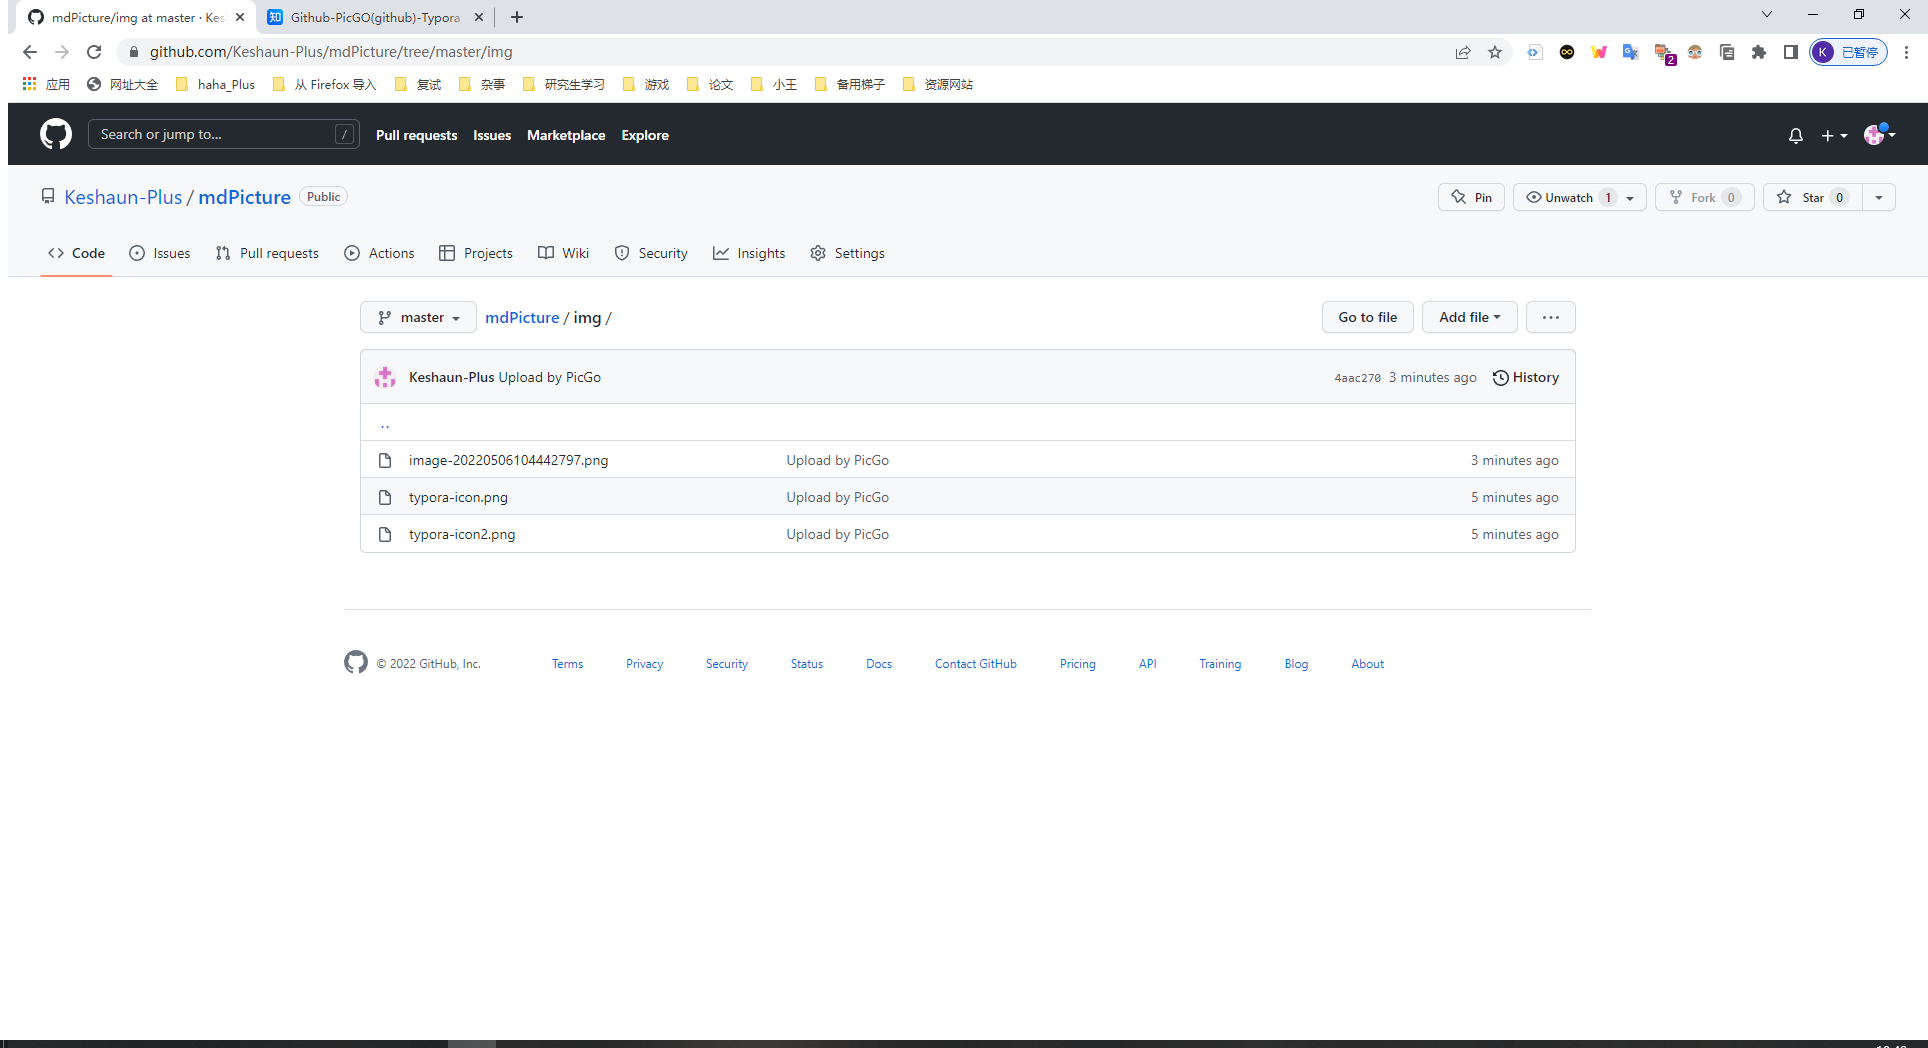 mdPicture/img at master · Kes
Github-PicGO(github)-Typora
github.com/Keshaun-Plus/mdPicture/tree/master/img
2
K 已暂停
应用 网址大全 haha_Plus 从 Firefox 导入 复试 杂事 研究生学习 游戏 论文 小王 备用梯子 资源网站
Search or jump to... / Pull requests Issues Marketplace Explore
Keshaun-Plus / mdPicture Public
Pin Unwatch 1 Fork 0 Star 0
Code Issues Pull requests Actions Projects Wiki Security Insights Settings
master mdPicture / img / Go to file Add file ...
Keshaun-Plus Upload by PicGo 4aac270 3 minutes ago History
..
image-20220506104442797.png Upload by PicGo 3 minutes ago
typora-icon.png Upload by PicGo 5 minutes ago
typora-icon2.png Upload by PicGo 5 minutes ago
© 2022 GitHub, Inc. Terms Privacy Security Status Docs Contact GitHub Pricing API Training Blog About